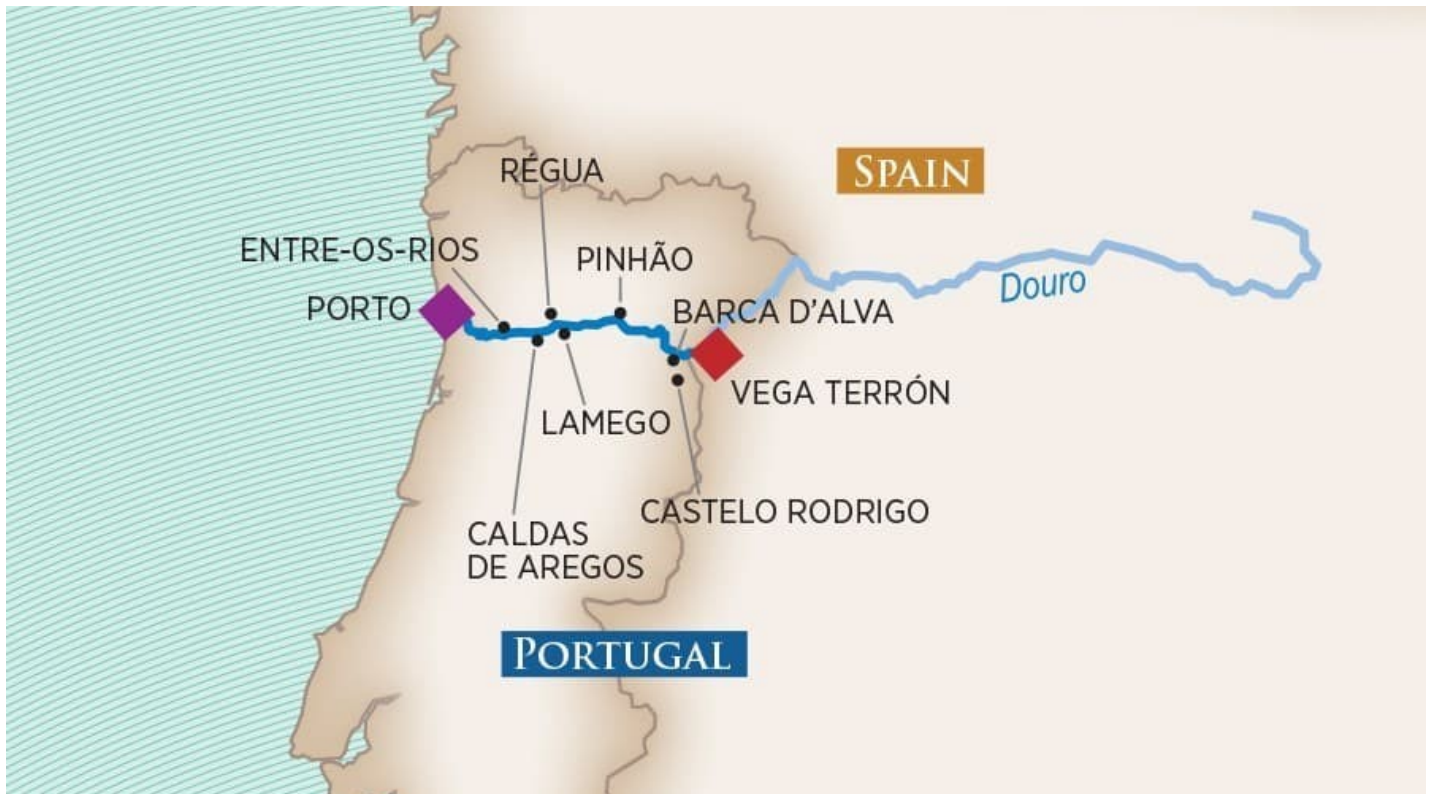 RÉGUA
SPAIN
ENTRE-OS-RIOS
PINHÃO
Douro
PORTO
BARCA D'ALVA
VEGA TERRÓN
LAMEGO
CASTELO RODRIGO
CALDAS
DE AREGOS
PORTUGAL